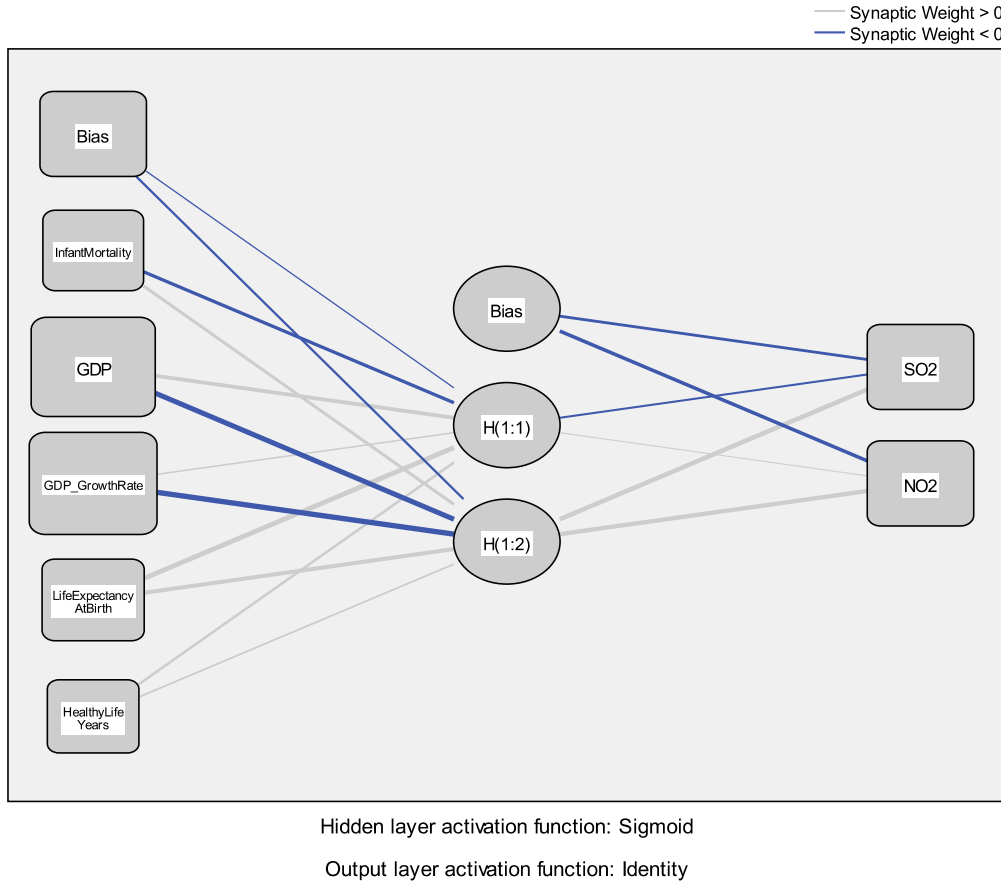 Synaptic Weight > 0
Synaptic Weight < 0
Bias
InfantMortality
GDP
GDP_GrowthRate
LifeExpectancy
AtBirth
HealthyLife
Years
Bias
H(1:1)
H(1:2)
SO2
NO2
Hidden layer activation function: Sigmoid
Output layer activation function: Identity